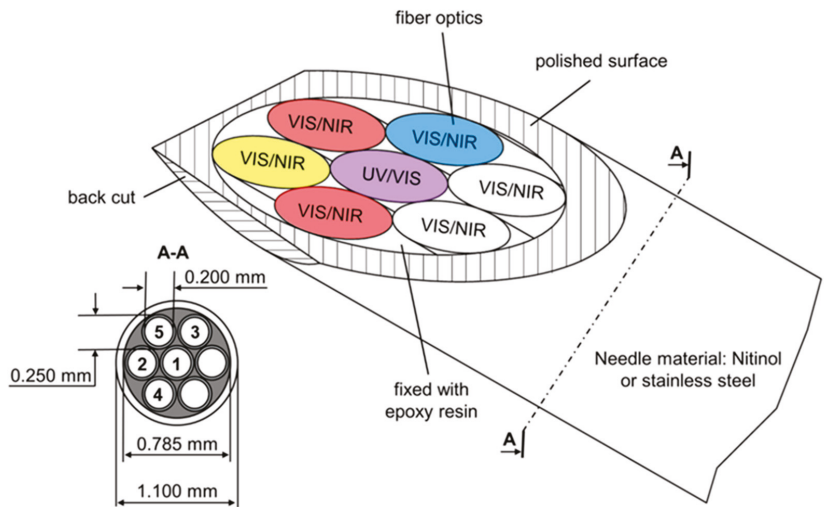 fiber optics
polished surface
VIS/NIR
VIS/NIR
VIS/NIR
UV/VIS
VIS/NIR
VIS/NIR
VIS/NIR
back cut
A
A-A
0.200 mm
5
3
2
1
4
0.250 mm
0.785 mm
1.100 mm
fixed with
epoxy resin
Needle material: Nitinol
or stainless steel
A